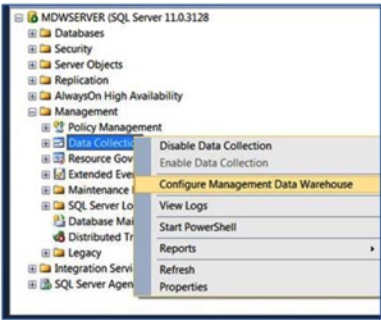 MDWSERVER (SQL Server 11.0.3128
Databases
Security
Server Objects
Replication
AlwaysOn High Availability
Management
Policy Management
Data Collectio
Resource Gov
Extended Eve
Maintenance
SQL Server Lo
Database Mai
Distributed Tr
Legacy
Integration Servi
SQL Server Agen
Disable Data Collection
Enable Data Collection
Configure Management Data Warehouse
View Logs
Start PowerShell
Reports
Refresh
Properties